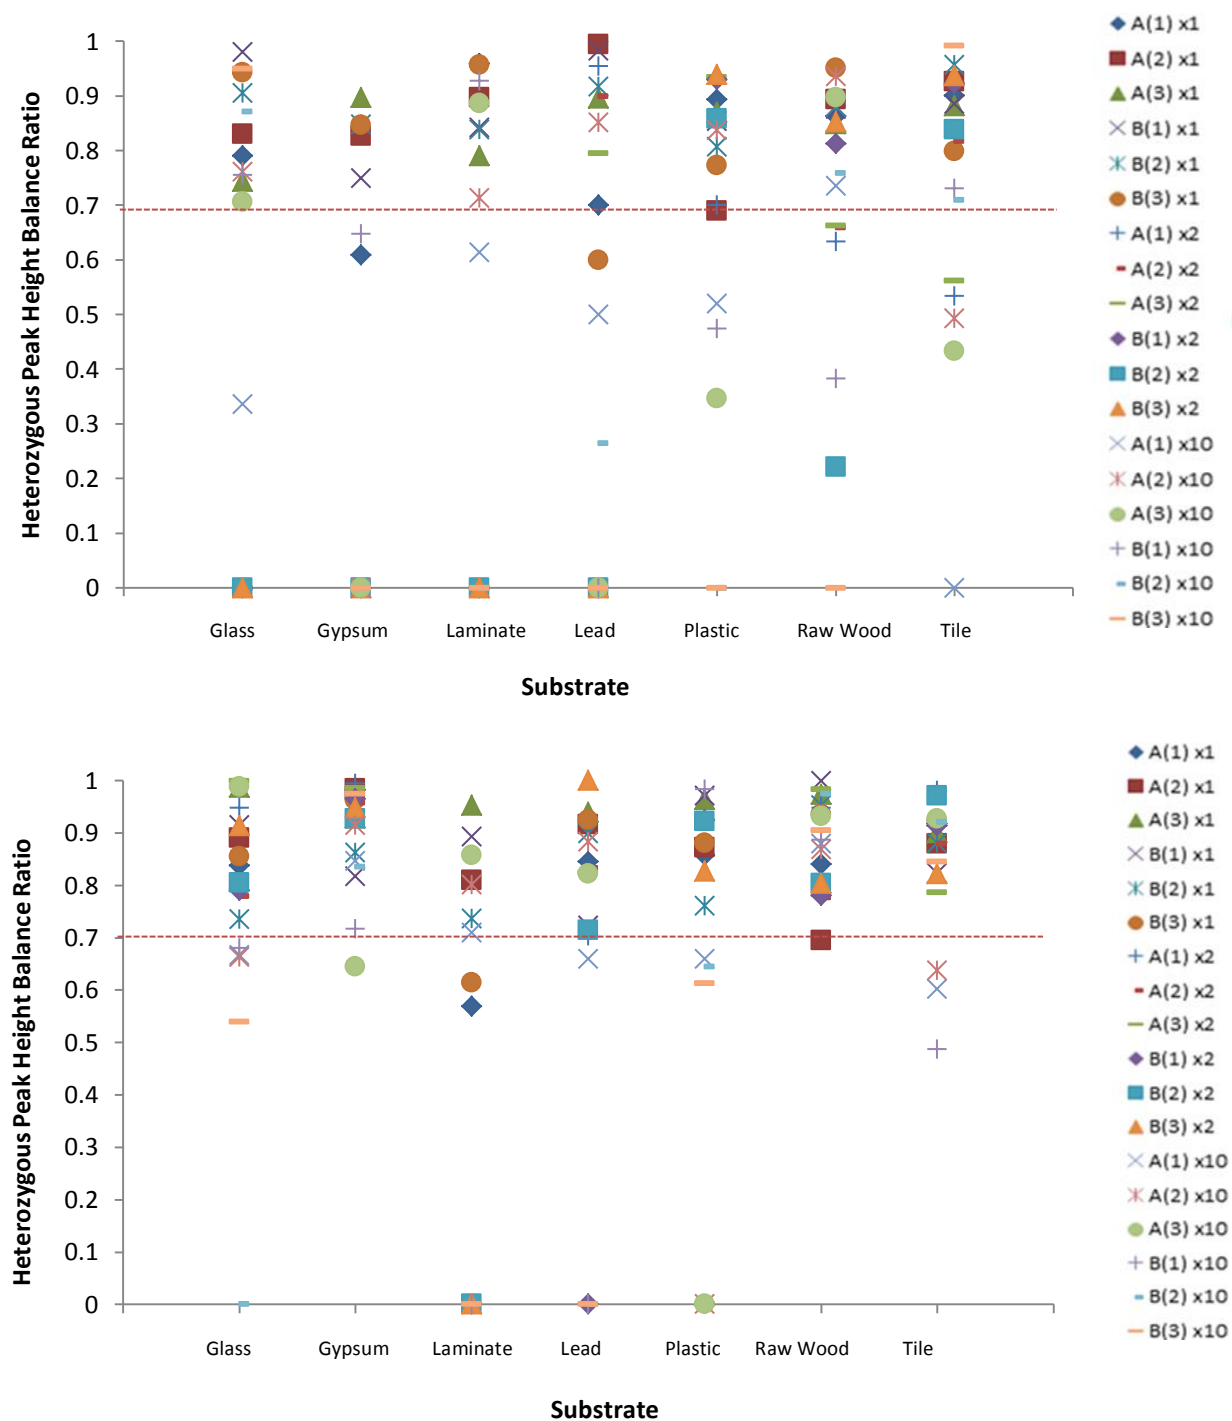 Heterozygous Peak Height Balance Ratio
1
0.9
0.8
0.7
0.6
0.5
0.4
0.3
0.2
0.1
0
Glass Gypsum Laminate Lead Plastic Raw Wood Tile
Substrate
A(1) x1
A(2) x1
A(3) x1
B(1) x1
B(2) x1
B(3) x1
A(1) x2
A(2) x2
A(3) x2
B(1) x2
B(2) x2
B(3) x2
A(1) x10
A(2) x10
A(3) x10
B(1) x10
B(2) x10
B(3) x10
Heterozygous Peak Height Balance Ratio
1
0.9
0.8
0.7
0.6
0.5
0.4
0.3
0.2
0.1
0
Glass Gypsum Laminate Lead Plastic Raw Wood Tile
Substrate
A(1) x1
A(2) x1
A(3) x1
B(1) x1
B(2) x1
B(3) x1
A(1) x2
A(2) x2
A(3) x2
B(1) x2
B(2) x2
B(3) x2
A(1) x10
A(2) x10
A(3) x10
B(1) x10
B(2) x10
B(3) x10